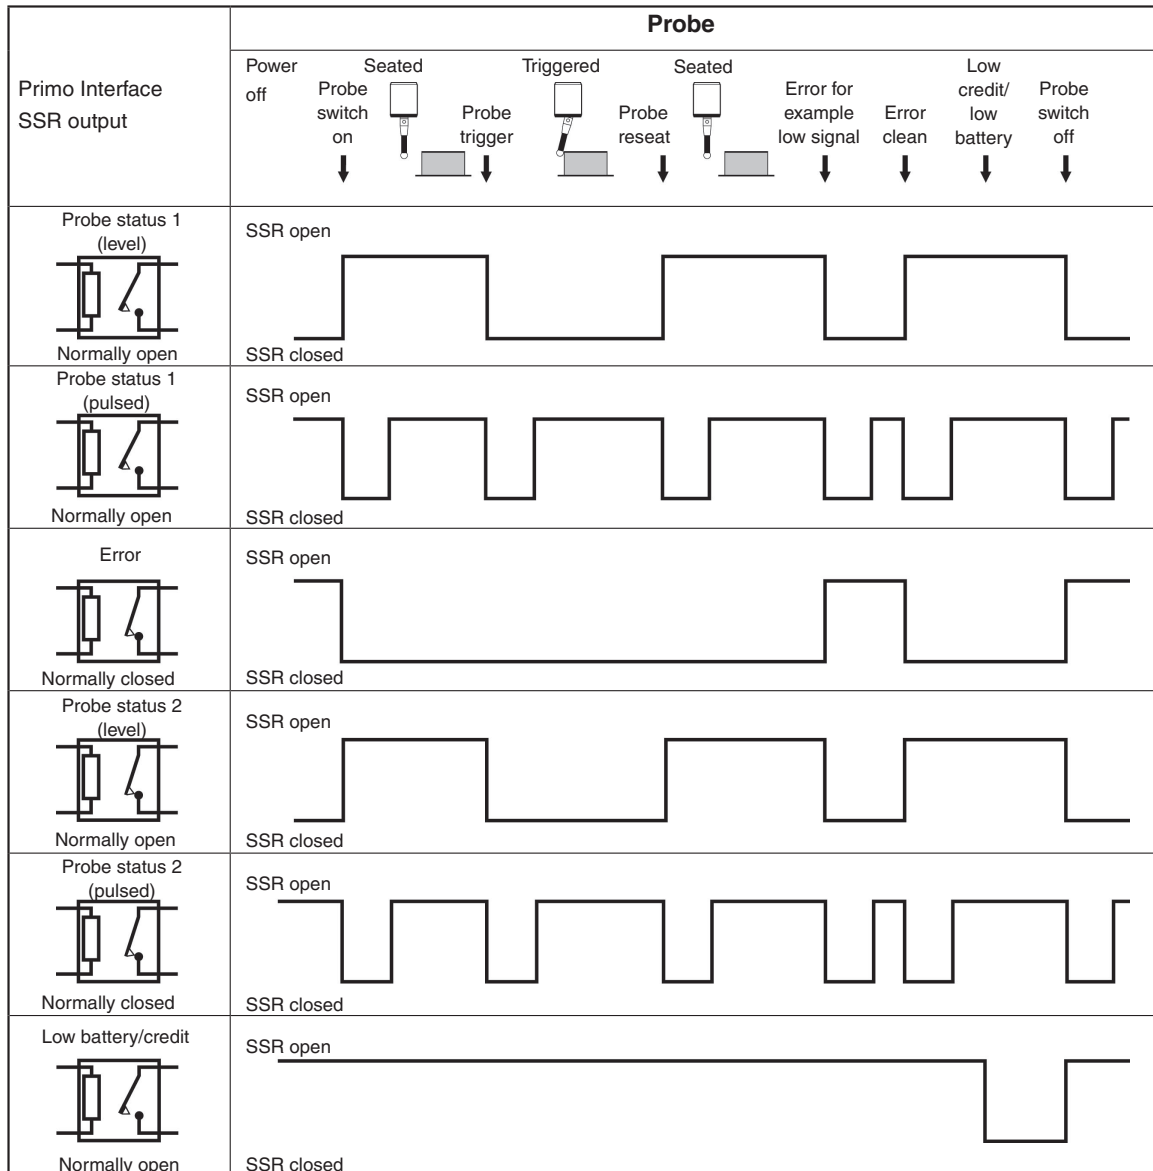 Primo Interface
SSR output
Probe
Power
off
Probe
switch
on
Seated
Probe
trigger
Triggered
Probe
reseat
Seated
Error for
example
low signal
Error
clean
Low
credit/
low
battery
Probe
switch
off
Probe status 1
(level)
Normally open
SSR open
SSR closed
Probe status 1
(pulsed)
Normally open
SSR open
SSR closed
Error
Normally closed
SSR open
SSR closed
Probe status 2
(level)
Normally open
SSR open
SSR closed
Probe status 2
(pulsed)
Normally closed
SSR open
SSR closed
Low battery/credit
Normally open
SSR open
SSR closed